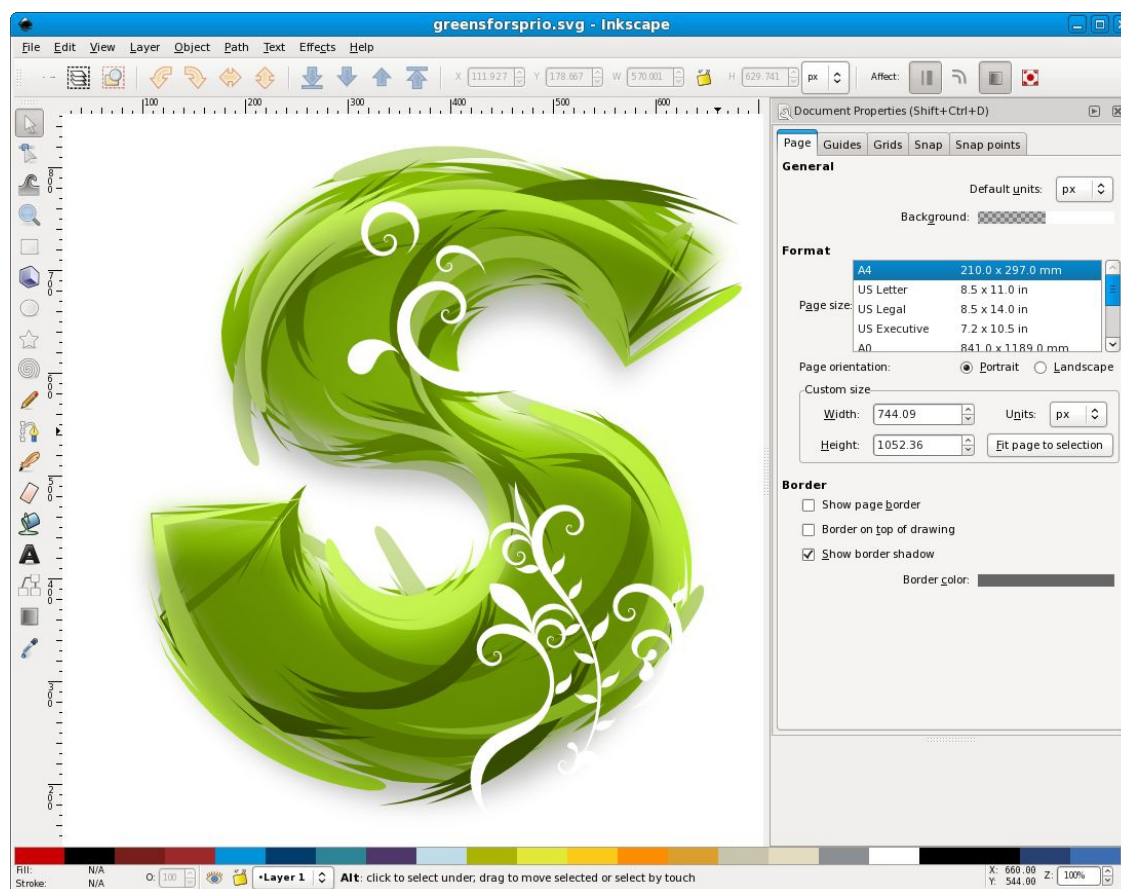 greensforsprio.svg - Inkscape
File Edit View Layer Object Path Text Effects Help
X 111.927 Y 178.667 W 570.001 H 629.741 px Affect:
100 200 300 400 500 600
Document Properties (Shift+Ctrl+D)
Page Guides Grids Snap Snap points
General
Default units: px
Background:
Format
A4 210.0 x 297.0 mm
US Letter 8.5 x 11.0 in
Page size: US Legal 8.5 x 14.0 in
US Executive 7.2 x 10.5 in
A0 841.0 x 1189.0 mm
Page orientation: Portrait Landscape
Custom size
Width: 744.09 Units: px
Height: 1052.36 Fit page to selection
Border
Show page border
Border on top of drawing
Show border shadow
Border color:
800
700
600
500
400
300
200
Fill: N/A O: 100 •Layer 1 Alt: click to select under; drag to move selected or select by touch X: 660.00 Z: 100%
Stroke: N/A Y: 544.00